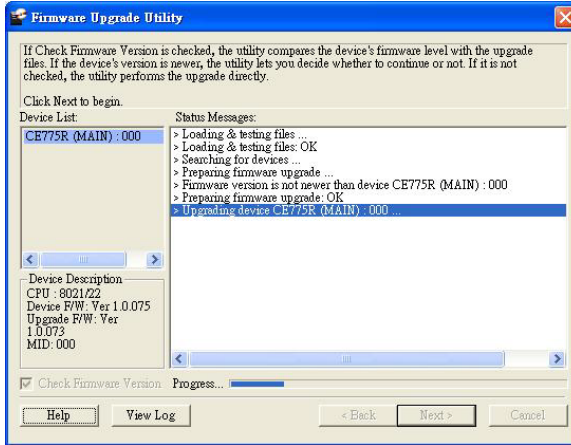 Firmware Upgrade Utility
If Check Firmware Version is checked, the utility compares the device's firmware level with the upgrade
files. If the device's version is newer, the utility lets you decide whether to continue or not. If it is not
checked, the utility performs the upgrade directly.
Click Next to begin.
Device List:
CE775R (MAIN) : 000
Status Messages:
> Loading & testing files ...
> Loading & testing files: OK
> Searching for devices ...
> Preparing firmware upgrade ...
> Firmware version is not newer than device CE775R (MAIN) : 000
> Preparing firmware upgrade: OK
> Upgrading device CE775R (MAIN) : 000 ...
Device Description
CPU : 8021/22
Device F/W: Ver 1.0.075
Upgrade F/W: Ver
1.0.073
MID: 000
Check Firmware Version Progress...
Help View Log < Back Next > Cancel